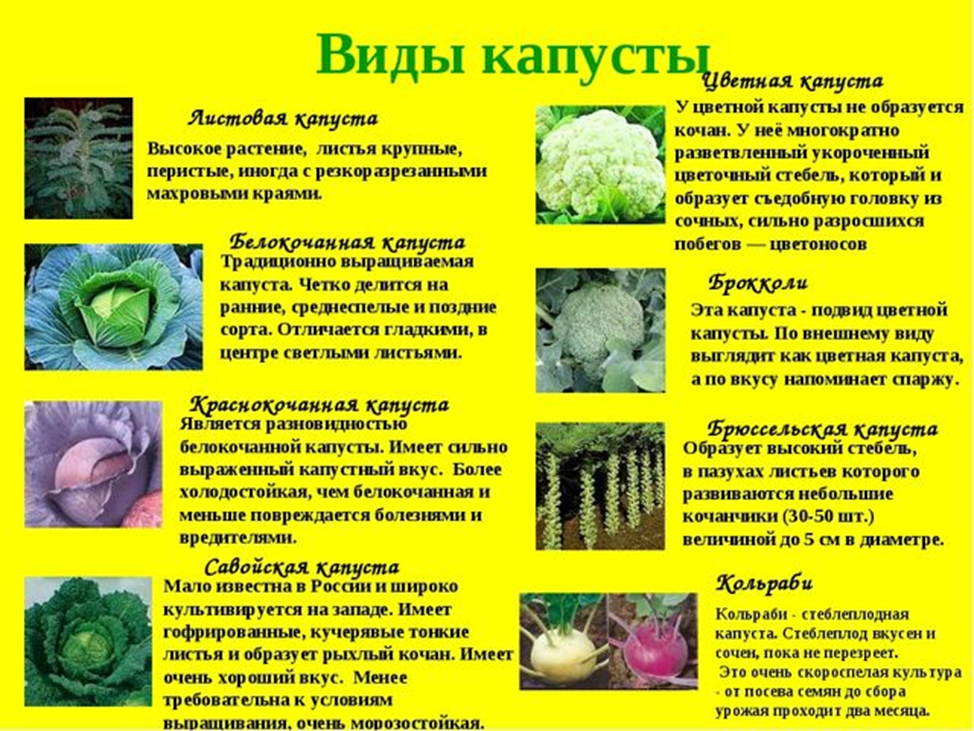 Виды капусты
Листовая капуста
Высокое растение, листья крупные,
перистые, иногда с резкоразрезанными
махровыми краями.
Белокочанная капуста
Традиционно выращиваемая
капуста. Четко делится на
ранние, среднеспелые и поздние
сорта. Отличается гладкими, в
центре светлыми листьями.
Краснокочанная капуста
Является разновидностью
белокочанной капусты. Имеет сильно
выраженный капустный вкус. Более
холодостойкая, чем белокочанная и
меньше повреждается болезнями и
вредителями.
Савойская капуста
Мало известна в России и широко
культивируется на западе. Имеет
гофрированные, кучерявые тонкие
листья и образует рыхлый кочан. Имеет
очень хороший вкус. Менее
требовательна к условиям
выращивания, очень морозостойкая.
Цветная капуста
У цветной капусты не образуется
кочан. У неё многократно
разветвленный укороченный
цветочный стебель, который и
образует съедобную головку из
сочных, сильно разросшихся
побегов — цветоносов
Брокколи
Эта капуста - подвид цветной
капусты. По внешнему виду
выглядит как цветная капуста,
а по вкусу напоминает спаржу.
Брюссельская капуста
Образует высокий стебель,
в пазухах листьев которого
развиваются небольшие
кочанчики (30-50 шт.)
величиной до 5 см в диаметре.
Кольраби
Кольраби - стеблеплодная
капуста. Стеблеплод вкусен и
сочен, пока не перезреет.
Это очень скороспелая культура
- от посева семян до сбора
урожая проходит два месяца.